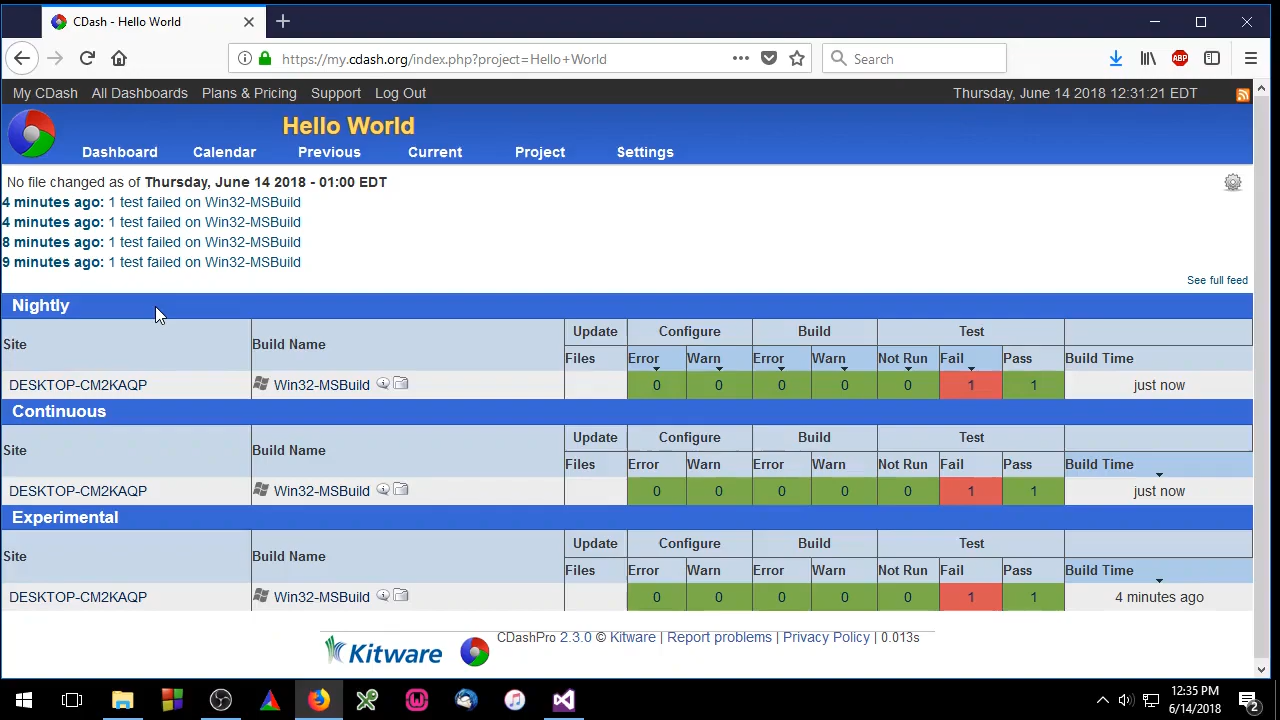 CDash - Hello World
https://my.cdash.org/index.php?project=Hello+World
Search
ABP
My CDash All Dashboards Plans & Pricing Support Log Out Thursday, June 14 2018 12:31:21 EDT
Hello World
Dashboard Calendar Previous Current Project Settings
No file changed as of Thursday, June 14 2018 - 01:00 EDT
4 minutes ago: 1 test failed on Win32-MSBuild
4 minutes ago: 1 test failed on Win32-MSBuild
8 minutes ago: 1 test failed on Win32-MSBuild
9 minutes ago: 1 test failed on Win32-MSBuild
See full feed
Nightly
Site Build Name Update Configure Build Test
Files Error Warn Error Warn Not Run Fail Pass Build Time
DESKTOP-CM2KAQP Win32-MSBuild 0 0 0 0 0 1 1 just now
Continuous
Site Build Name Update Configure Build Test
Files Error Warn Error Warn Not Run Fail Pass Build Time
DESKTOP-CM2KAQP Win32-MSBuild 0 0 0 0 0 1 1 just now
Experimental
Site Build Name Update Configure Build Test
Files Error Warn Error Warn Not Run Fail Pass Build Time
DESKTOP-CM2KAQP Win32-MSBuild 0 0 0 0 0 1 1 4 minutes ago
Kitware CDashPro 2.3.0 © Kitware | Report problems | Privacy Policy | 0.013s
12:35 PM
6/14/2018
2